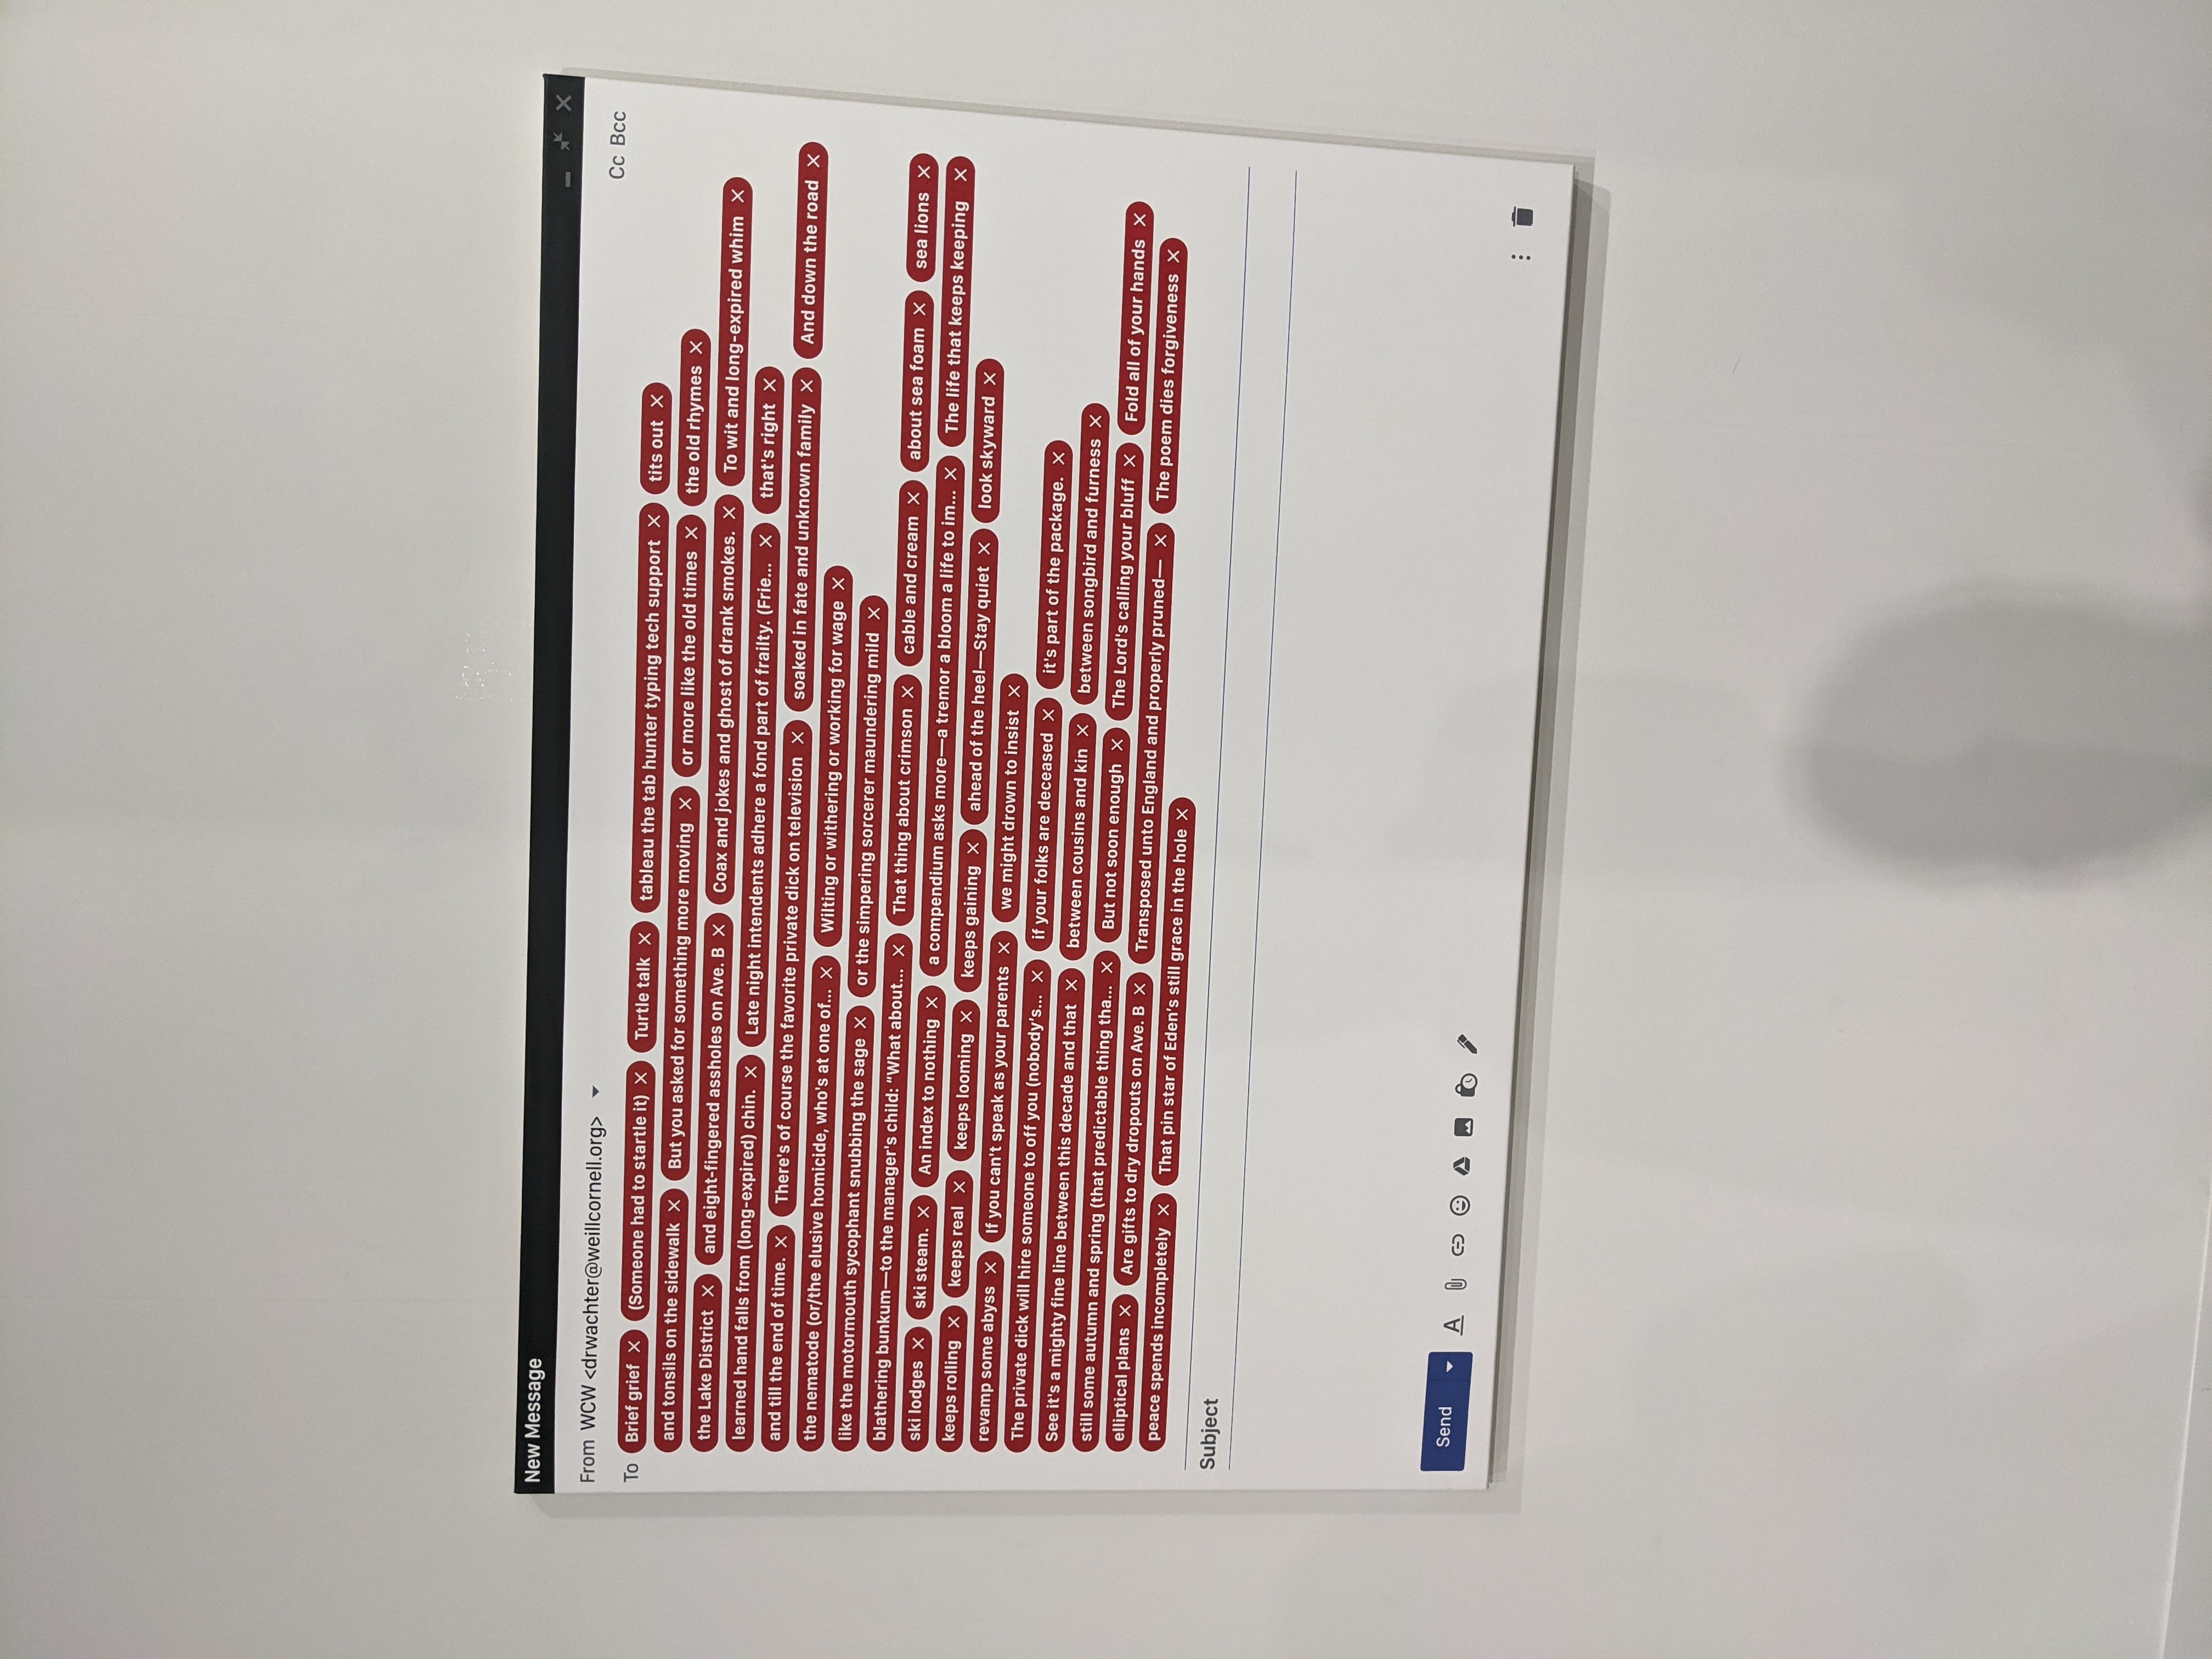 New Message
From WCW <drwachter@weillcornell.org>
Cc Bcc
To Brief grief (Someone had to startle it) Turtle talk tableau the tab hunter typing tech support tits out
and tonsils on the sidewalk But you asked for something more moving or more like the old times the old rhymes
the Lake District and eight-fingered assholes on Ave. B Coax and jokes and ghost of drank smokes. To wit and long-expired whim
learned hand falls from (long-expired) chin. Late night intendents adhere a fond part of frailty. (Frie... that's right
and till the end of time. There's of course the favorite private dick on television soaked in fate and unknown family And down the road
the nematode (or/the elusive homicide, who's at one of... Wilting or withering or working for wage
like the motormouth sycophant snubbing the sage or the simpering sorcerer maundering mild
blathering bunkum—to the manager's child: “What about... That thing about crimson cable and cream about sea foam sea lions
ski lodges ski steam. An index to nothing a compendium asks more—a tremor a bloom a life to im... The life that keeps keeping
keeps rolling keeps real keeps looming keeps gaining ahead of the heel—Stay quiet look skyward
revamp some abyss If you can't speak as your parents we might drown to insist
The private dick will hire someone to off you (nobody's... if your folks are deceased it's part of the package.
See it's a mighty fine line between this decade and that between cousins and kin between songbird and furness
still some autumn and spring (that predictable thing tha... But not soon enough The Lord's calling your bluff Fold all of your hands
elliptical plans Are gifts to dry dropouts on Ave. B Transposed unto England and properly pruned— The poem dies forgiveness
peace spends incompletely That pin star of Eden's still grace in the hole
Subject
Send